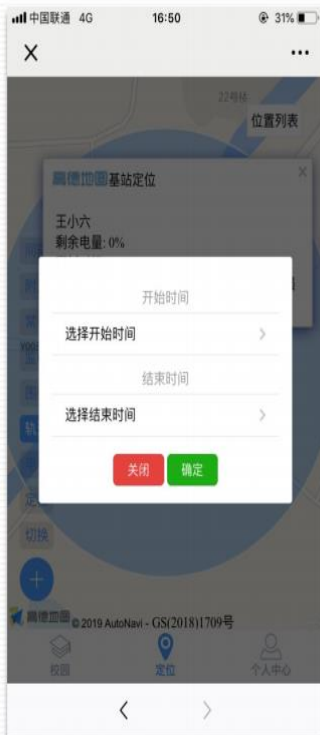 中国联通 4G 16:50 31%
22号楼
位置列表
高德地图 基站定位
王小六
剩余电量: 0%
开始时间
选择开始时间
结束时间
选择结束时间
关闭 确定
切换
高德地图 © 2019 AutoNavi - GS(2018)1709号
校园 定位 个人中心